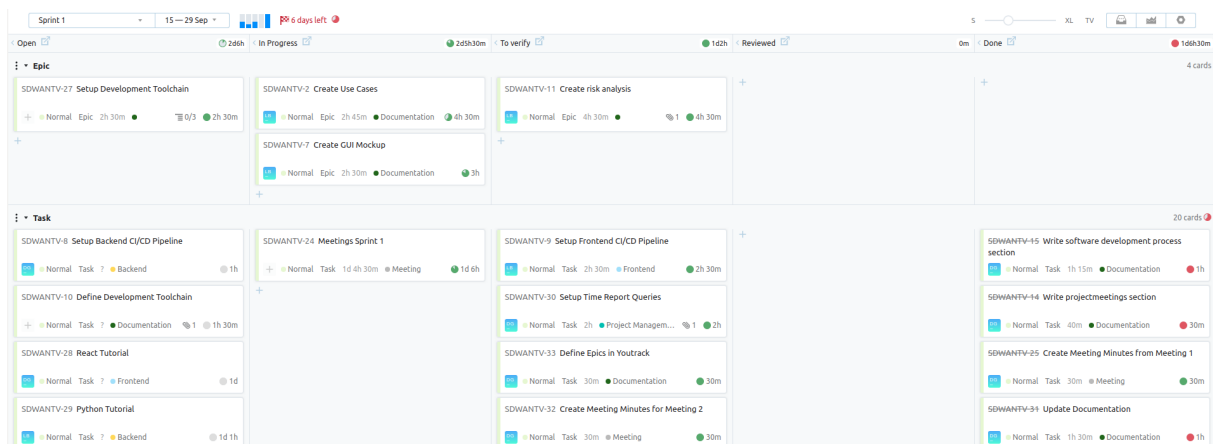 Sprint 1 15 — 29 Sep 6 days left S XL TV
Open 2d6h In Progress 2d5h30m To verify 1d2h Reviewed 0m Done 1d6h30m
Epic 4 cards
SDWANTV-27 Setup Development Toolchain
Normal Epic 2h 30m 0/3 2h 30m
SDWANTV-2 Create Use Cases
Normal Epic 2h 45m Documentation 4h 30m
SDWANTV-7 Create GUI Mockup
Normal Epic 2h 30m Documentation 3h
SDWANTV-11 Create risk analysis
Normal Epic 4h 30m 1 4h 30m
Task 20 cards
SDWANTV-8 Setup Backend CI/CD Pipeline
Normal Task ? Backend 1h
SDWANTV-10 Define Development Toolchain
Normal Task ? Documentation 1 1h 30m
SDWANTV-28 React Tutorial
Normal Task ? Frontend 1d
SDWANTV-29 Python Tutorial
Normal Task ? Backend 1d 1h
SDWANTV-24 Meetings Sprint 1
Normal Task 1d 4h 30m Meeting 1d 6h
SDWANTV-9 Setup Frontend CI/CD Pipeline
Normal Task 2h 30m Frontend 2h 30m
SDWANTV-30 Setup Time Report Queries
Normal Task 2h Project Managem... 1 2h
SDWANTV-33 Define Epics in Youtrack
Normal Task 30m Documentation 30m
SDWANTV-32 Create Meeting Minutes for Meeting 2
Normal Task 30m Meeting 30m
SDWANTV-15 Write software development process
section
Normal Task 1h 15m Documentation 1h
SDWANTV-14 Write projectmeetings section
Normal Task 40m Documentation 30m
SDWANTV-25 Create Meeting Minutes from Meeting 1
Normal Task 30m Meeting 30m
SDWANTV-31 Update Documentation
Normal Task 1h 30m Documentation 1h